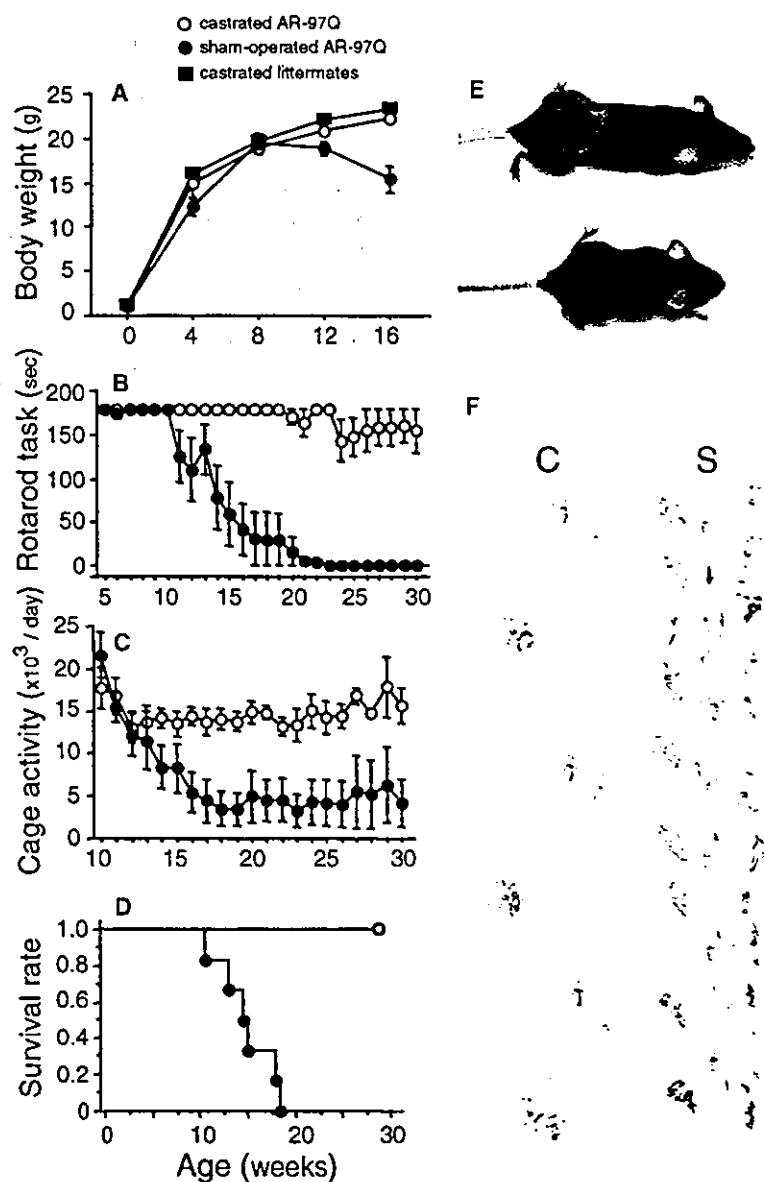 castrated AR-97Q
sham-operated AR-97Q
castrated littermates
A
Body weight (g)
25
20
15
10
5
0
0 4 8 12 16
B
Rotarod task (sec)
200
150
100
50
0
5 10 15 20 25 30
C
Cage activity (x10³ / day)
25
20
15
10
5
0
10 15 20 25 30
D
Survival rate
1.0
0.8
0.6
0.4
0.2
0
0 10 20 30
Age (weeks)
E
F
C S